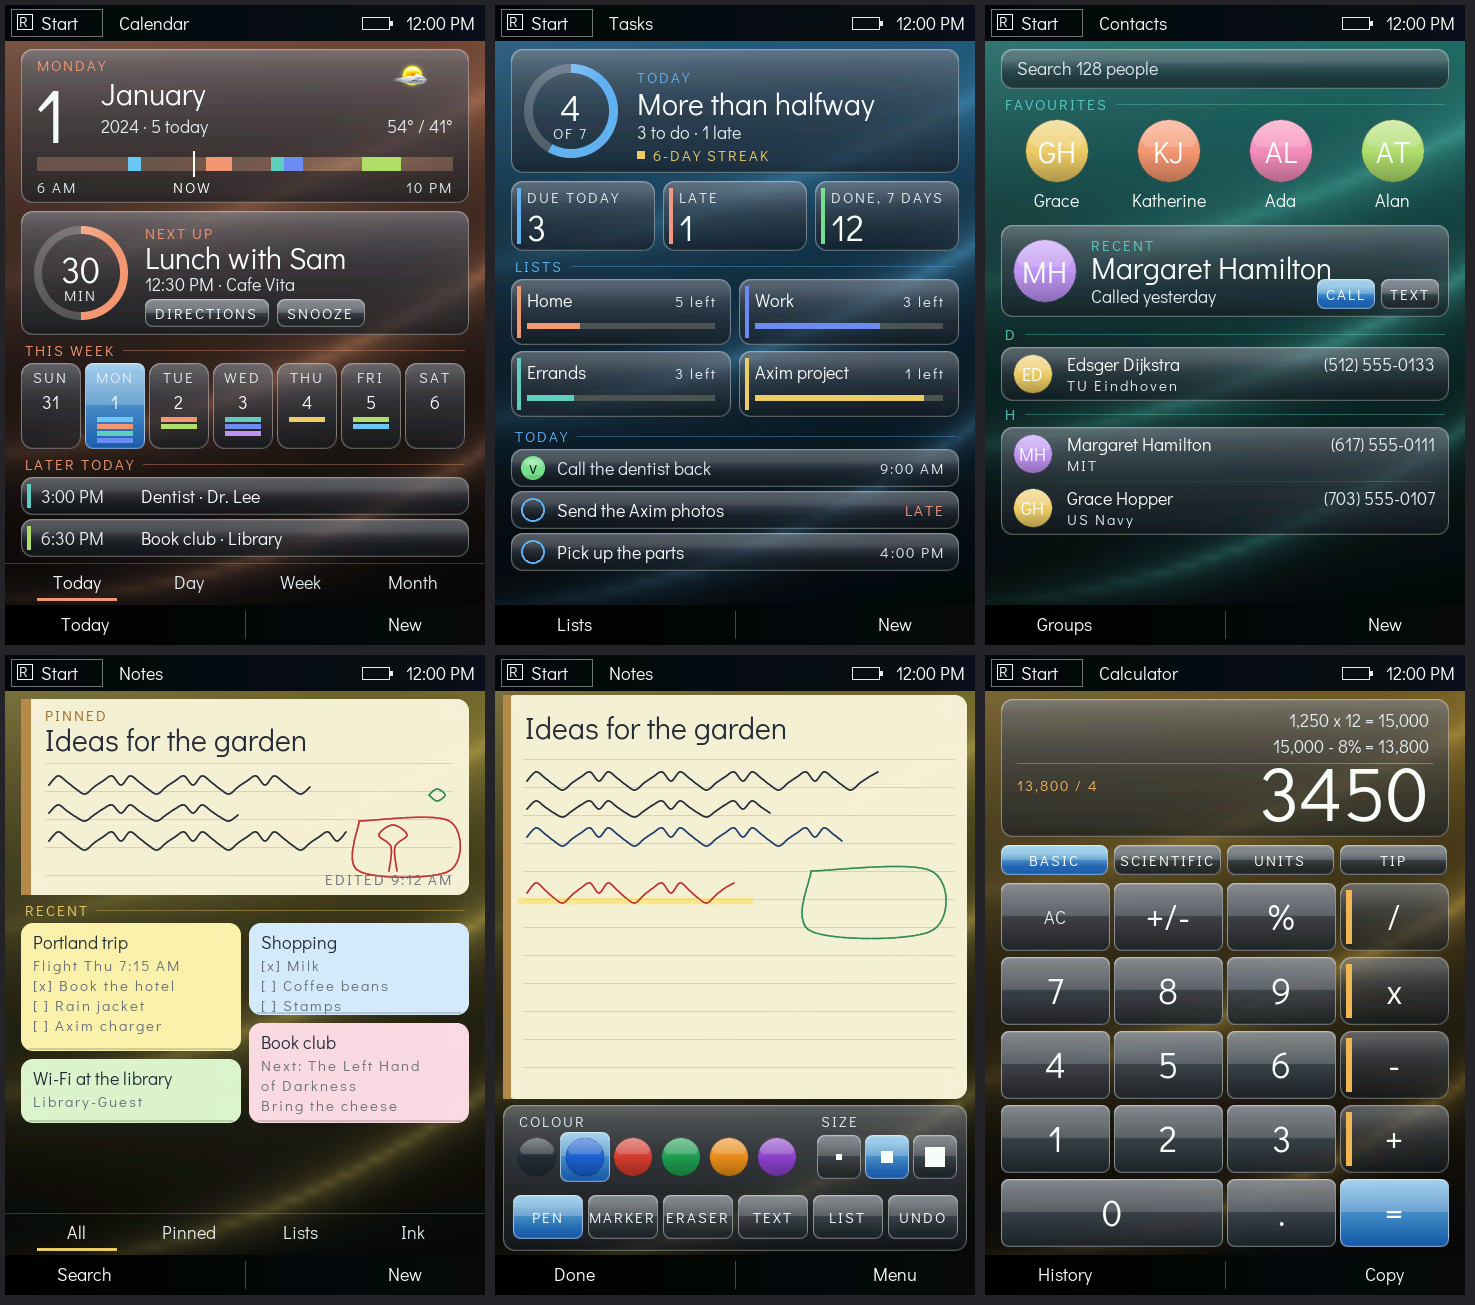 R Start Calendar 12:00 PM
MONDAY
1 January
2024 · 5 today 54° / 41°
6 AM NOW 10 PM
30 MIN
NEXT UP
Lunch with Sam
12:30 PM · Cafe Vita
DIRECTIONS SNOOZE
THIS WEEK
SUN MON TUE WED THU FRI SAT
31 1 2 3 4 5 6
LATER TODAY
3:00 PM Dentist · Dr. Lee
6:30 PM Book club · Library
Today Day Week Month
Today New
R Start Tasks 12:00 PM
4 OF 7
TODAY
More than halfway
3 to do · 1 late
6-DAY STREAK
DUE TODAY LATE DONE, 7 DAYS
3 1 12
LISTS
Home 5 left Work 3 left
Errands 3 left Axim project 1 left
TODAY
v Call the dentist back 9:00 AM
Send the Axim photos LATE
Pick up the parts 4:00 PM
Lists New
R Start Contacts 12:00 PM
Search 128 people
FAVOURITES
GH KJ AL AT
Grace Katherine Ada Alan
MH
RECENT
Margaret Hamilton
Called yesterday CALL TEXT
D
ED Edsger Dijkstra (512) 555-0133
TU Eindhoven
H
MH Margaret Hamilton (617) 555-0111
MIT
GH Grace Hopper (703) 555-0107
US Navy
Groups New
R Start Notes 12:00 PM
PINNED
Ideas for the garden
EDITED 9:12 AM
RECENT
Portland trip
Flight Thu 7:15 AM
[x] Book the hotel
[ ] Rain jacket
[ ] Axim charger
Shopping
[x] Milk
[ ] Coffee beans
[ ] Stamps
Wi-Fi at the library
Library-Guest
Book club
Next: The Left Hand
of Darkness
Bring the cheese
All Pinned Lists Ink
Search New
R Start Notes 12:00 PM
Ideas for the garden
COLOUR SIZE
PEN MARKER ERASER TEXT LIST UNDO
Done Menu
R Start Calculator 12:00 PM
1,250 x 12 = 15,000
15,000 - 8% = 13,800
13,800 / 4 3450
BASIC SCIENTIFIC UNITS TIP
AC +/- % /
7 8 9 x
4 5 6 -
1 2 3 +
0 . =
History Copy